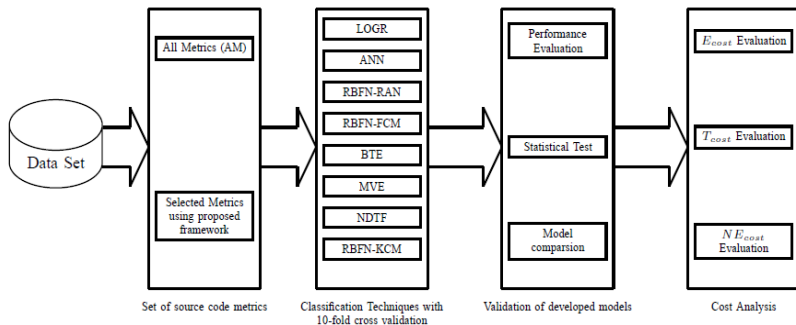 Data Set
All Metrics (AM)
Selected Metrics
using proposed
framework
Set of source code metrics
LOGR
ANN
RBFN-RAN
RBFN-FCM
BTE
MVE
NDTF
RBFN-KCM
Classification Techniques with
10-fold cross validation
Performance
Evaluation
Statistical Test
Model
comparsion
Validation of developed models
E_cost Evaluation
T_cost Evaluation
NE_cost
Evaluation
Cost Analysis